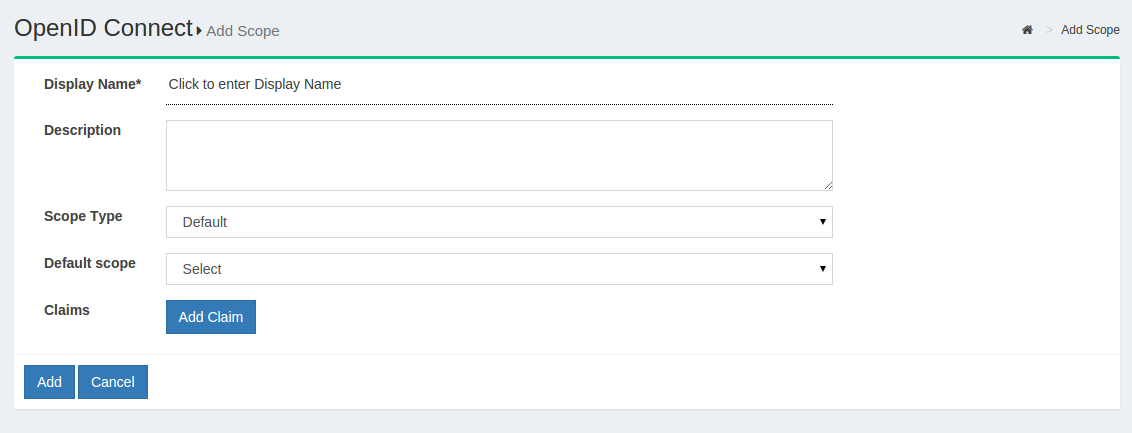 OpenID Connect Add Scope
> Add Scope
Display Name* Click to enter Display Name
Description
Scope Type Default
Default scope Select
Claims Add Claim
Add Cancel